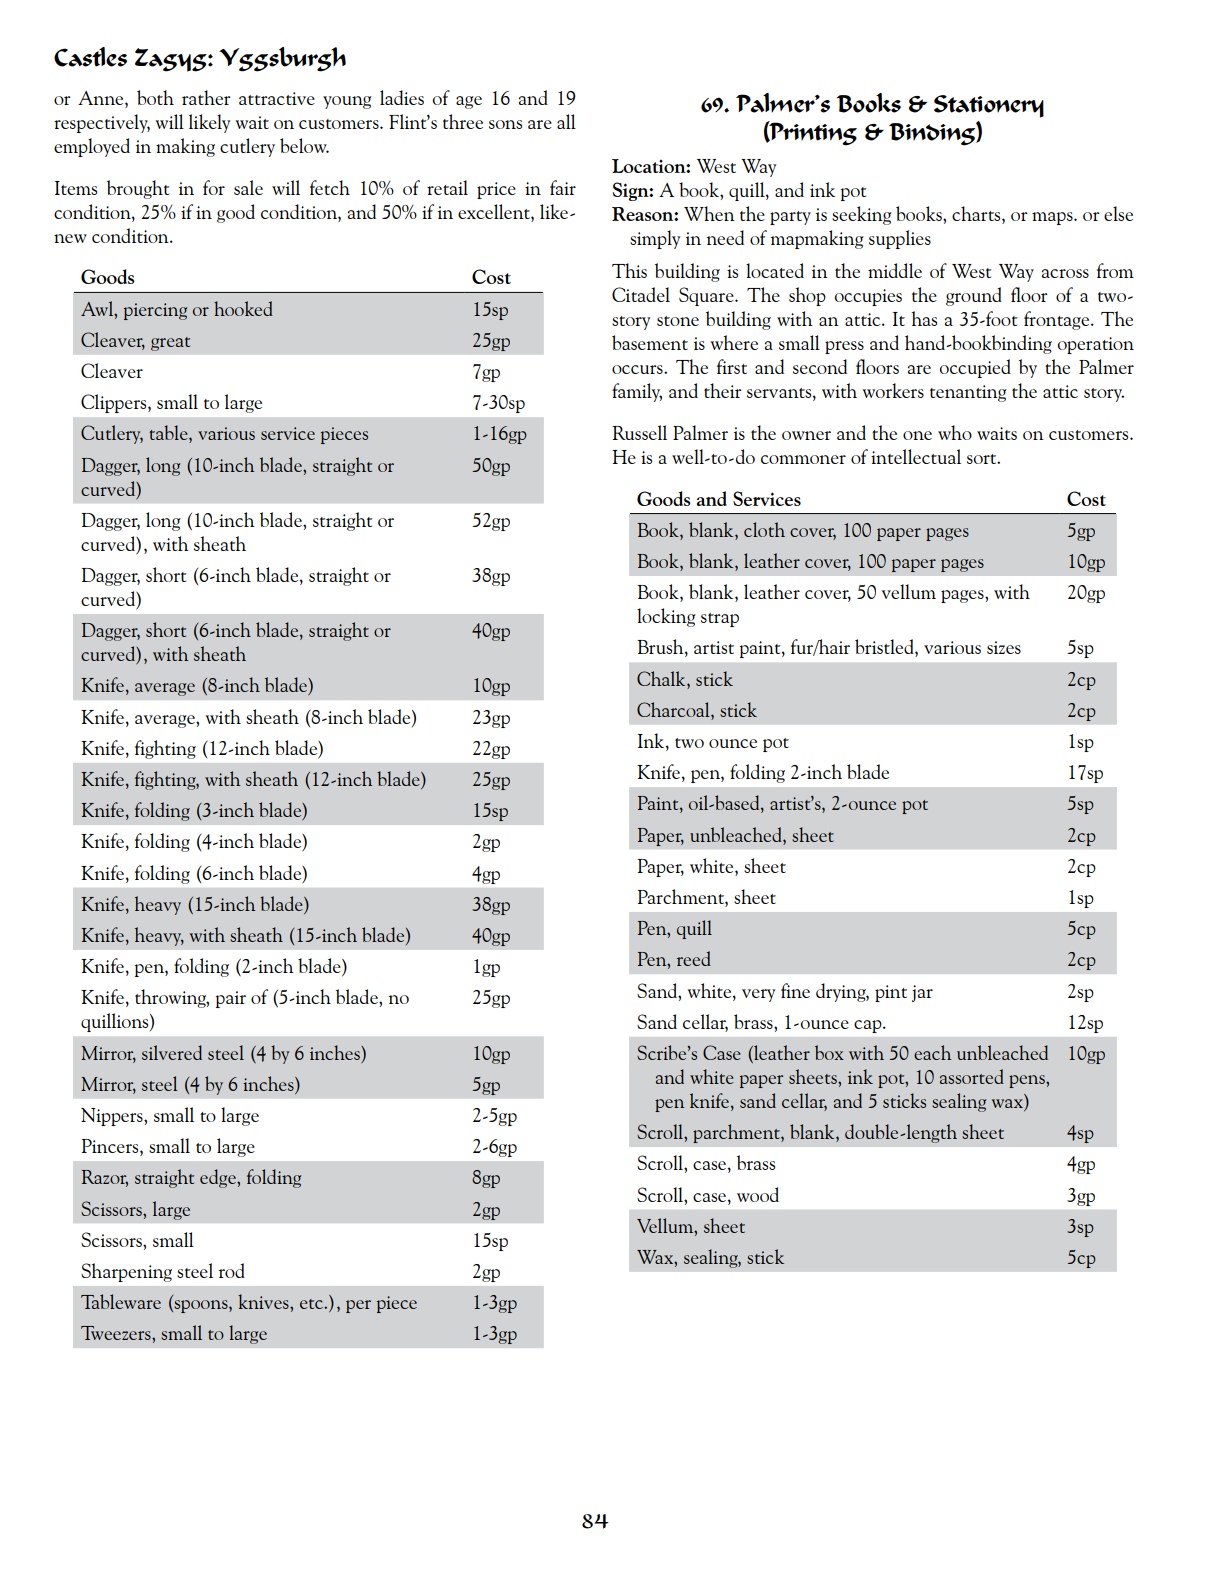 Castles Zagyg: Yggsburgh
or Anne, both rather attractive young ladies of age 16 and 19
respectively, will likely wait on customers. Flint's three sons are all
employed in making cutlery below.
Items brought in for sale will fetch 10% of retail price in fair
condition, 25% if in good condition, and 50% if in excellent, like-
new condition.
Goods Cost
Awl, piercing or hooked 15sp
Cleaver, great 25gp
Cleaver 7gp
Clippers, small to large 7-30sp
Cutlery, table, various service pieces 1-16gp
Dagger, long (10-inch blade, straight or 50gp
curved)
Dagger, long (10-inch blade, straight or 52gp
curved), with sheath
Dagger, short (6-inch blade, straight or 38gp
curved)
Dagger, short (6-inch blade, straight or 40gp
curved), with sheath
Knife, average (8-inch blade) 10gp
Knife, average, with sheath (8-inch blade) 23gp
Knife, fighting (12-inch blade) 22gp
Knife, fighting, with sheath (12-inch blade) 25gp
Knife, folding (3-inch blade) 15sp
Knife, folding (4-inch blade) 2gp
Knife, folding (6-inch blade) 4gp
Knife, heavy (15-inch blade) 38gp
Knife, heavy, with sheath (15-inch blade) 40gp
Knife, pen, folding (2-inch blade) 1gp
Knife, throwing, pair of (5-inch blade, no 25gp
quillions)
Mirror, silvered steel (4 by 6 inches) 10gp
Mirror, steel (4 by 6 inches) 5gp
Nippers, small to large 2-5gp
Pincers, small to large 2-6gp
Razor, straight edge, folding 8gp
Scissors, large 2gp
Scissors, small 15sp
Sharpening steel rod 2gp
Tableware (spoons, knives, etc.), per piece 1-3gp
Tweezers, small to large 1-3gp
69. Palmer's Books & Stationery
(Printing & Binding)
Location: West Way
Sign: A book, quill, and ink pot
Reason: When the party is seeking books, charts, or maps. or else
simply in need of mapmaking supplies
This building is located in the middle of West Way across from
Citadel Square. The shop occupies the ground floor of a two-
story stone building with an attic. It has a 35-foot frontage. The
basement is where a small press and hand-bookbinding operation
occurs. The first and second floors are occupied by the Palmer
family, and their servants, with workers tenanting the attic story.
Russell Palmer is the owner and the one who waits on customers.
He is a well-to-do commoner of intellectual sort.
Goods and Services Cost
Book, blank, cloth cover, 100 paper pages 5gp
Book, blank, leather cover, 100 paper pages 10gp
Book, blank, leather cover, 50 vellum pages, with 20gp
locking strap
Brush, artist paint, fur/hair bristled, various sizes 5sp
Chalk, stick 2cp
Charcoal, stick 2cp
Ink, two ounce pot 1sp
Knife, pen, folding 2-inch blade 17sp
Paint, oil-based, artist's, 2-ounce pot 5sp
Paper, unbleached, sheet 2cp
Paper, white, sheet 2cp
Parchment, sheet 1sp
Pen, quill 5cp
Pen, reed 2cp
Sand, white, very fine drying, pint jar 2sp
Sand cellar, brass, 1-ounce cap. 12sp
Scribe's Case (leather box with 50 each unbleached 10gp
and white paper sheets, ink pot, 10 assorted pens,
pen knife, sand cellar, and 5 sticks sealing wax)
Scroll, parchment, blank, double-length sheet 4sp
Scroll, case, brass 4gp
Scroll, case, wood 3gp
Vellum, sheet 3sp
Wax, sealing, stick 5cp
84